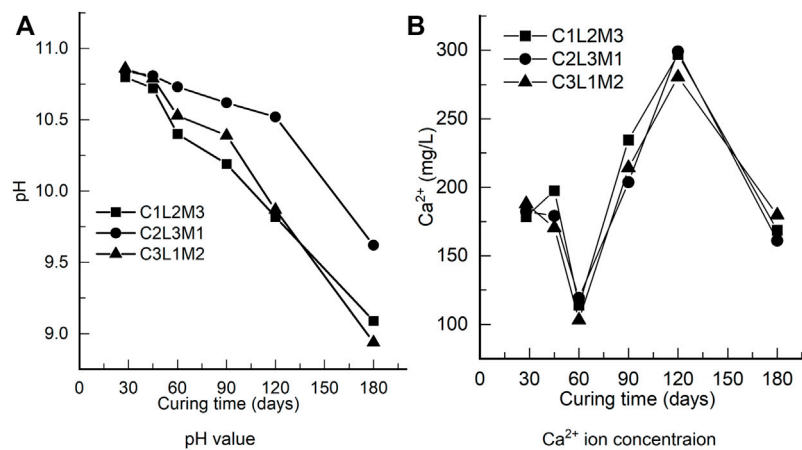 A
11.0
10.5
10.0
9.5
9.0
pH
C1L2M3
C2L3M1
C3L1M2
0 30 60 90 120 150 180
Curing time (days)
pH value
B
300
250
200
150
100
Ca²⁺ (mg/L)
C1L2M3
C2L3M1
C3L1M2
0 30 60 90 120 150 180
Curing time (days)
Ca²⁺ ion concentraion